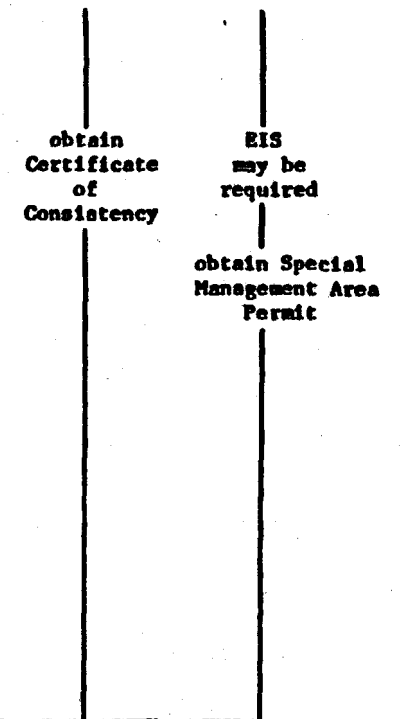 obtain
Certificate
of
Consistency
EIS
may be
required
obtain Special
Management Area
Permit